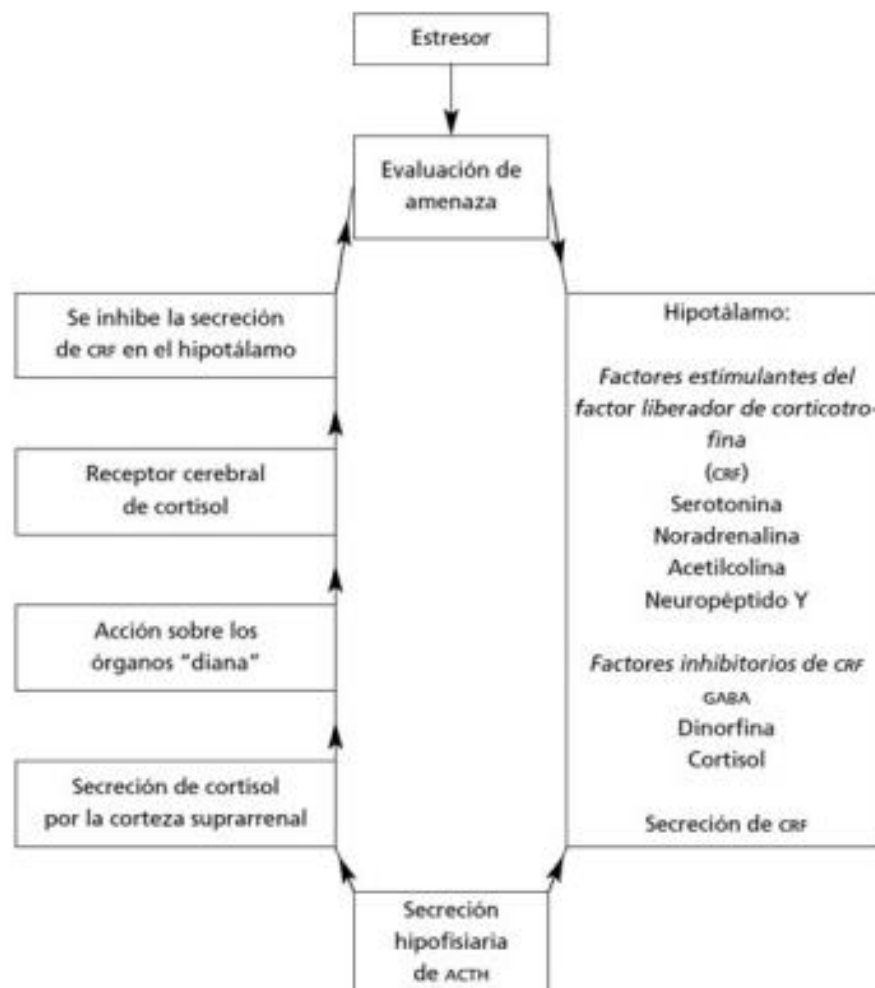 Estresor
Evaluación de
amenaza
Se inhibe la secreción
de CRF en el hipotálamo
Receptor cerebral
de cortisol
Acción sobre los
órganos "diana"
Secreción de cortisol
por la corteza suprarrenal
Hipotálamo:
Factores estimulantes del
factor liberador de corticotro-
fina
(CRF)
Serotonina
Noradrenalina
Acetilcolina
Neuropéptido Y
Factores inhibitorios de CRF
GABA
Dinorfina
Cortisol
Secreción de CRF
Secreción
hipofisiaria
de ACTH